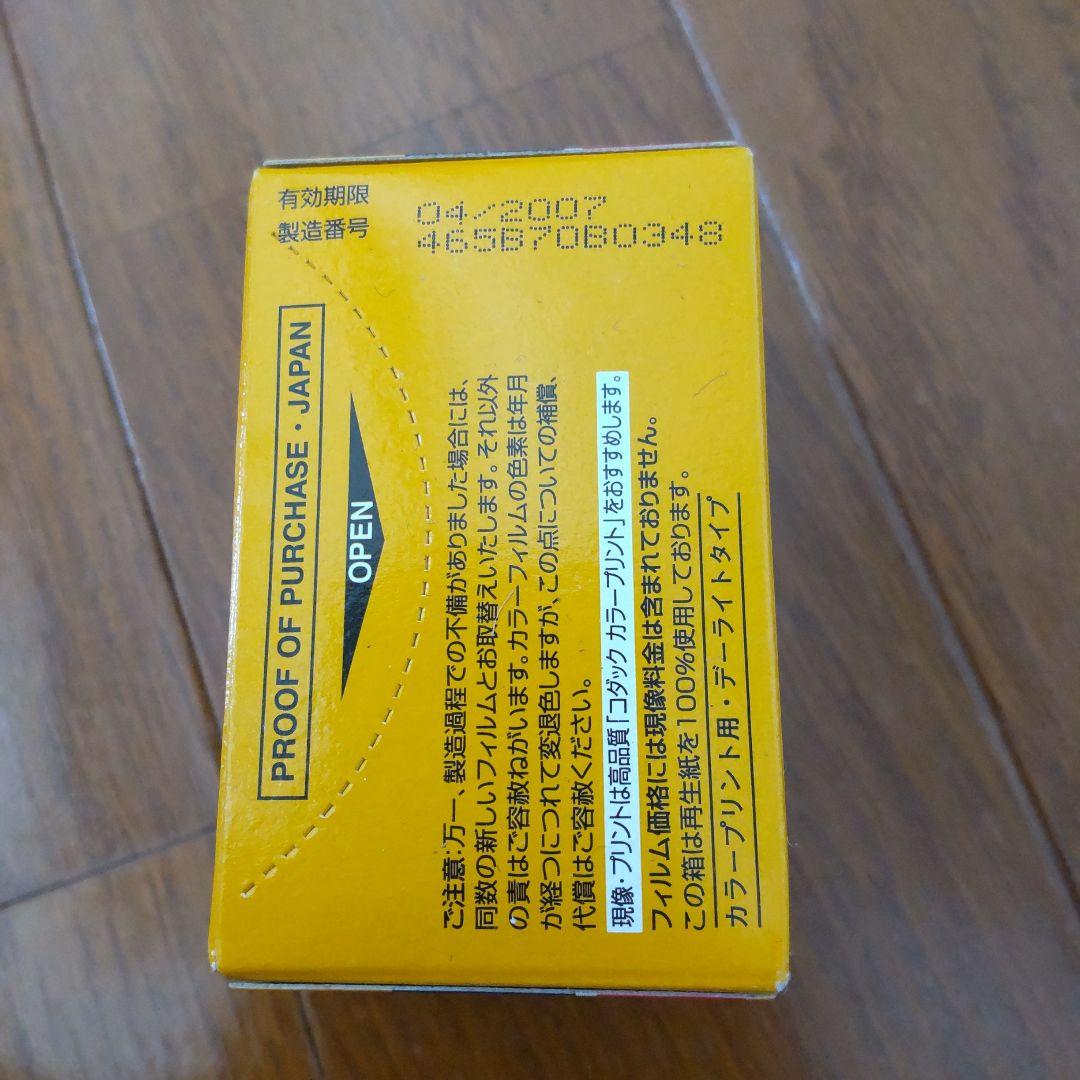 有効期限 04/2007
製造番号 465B70B0348
PROOF OF PURCHASE・JAPAN
OPEN
ご注意:万一、製造過程での不備がありました場合には、
同数の新しいフィルムとお取替えいたします。それ以外
の責はご容赦ねがいます。カラーフィルムの色素は年月
が経つにつれて変退色しますが、この点についての補償、
代償はご容赦ください。
現像・プリントは高品質「コダック カラープリント」をおすすめします。
フィルム価格には現像料金は含まれておりません。
この箱は再生紙を100%使用しております。
カラープリント用・デーライトタイプ